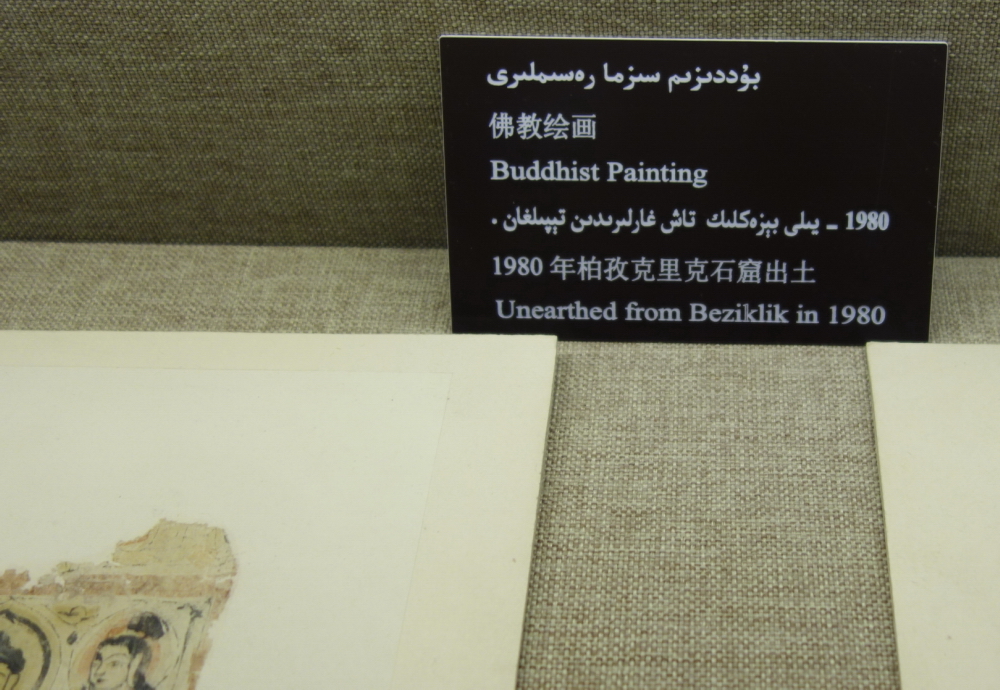 بۇددىزىم سىزما رەسىملىرى
佛教绘画
Buddhist Painting
1980 ـ يىلى بېزەكلىك تاش غارلىرىدىن تېپىلغان .
1980 年柏孜克里克石窟出土
Unearthed from Beziklik in 1980